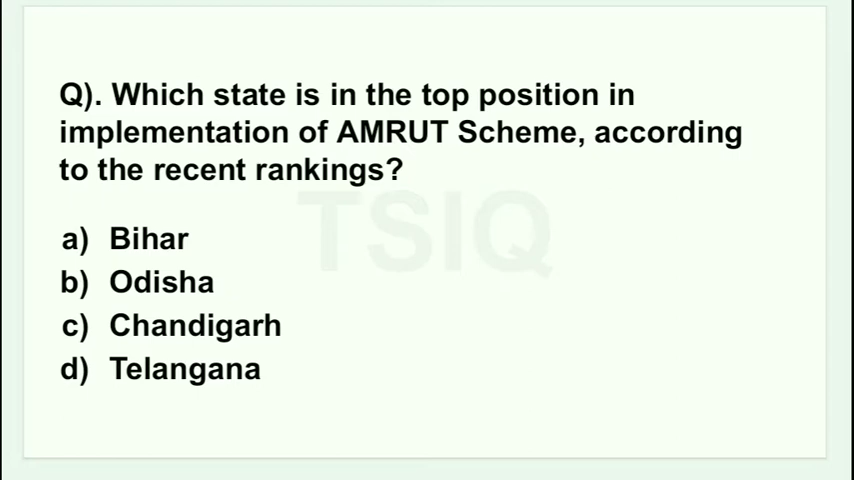 Q). Which state is in the top position in
implementation of AMRUT Scheme, according
to the recent rankings?
TSIQ
a) Bihar
b) Odisha
c) Chandigarh
d) Telangana